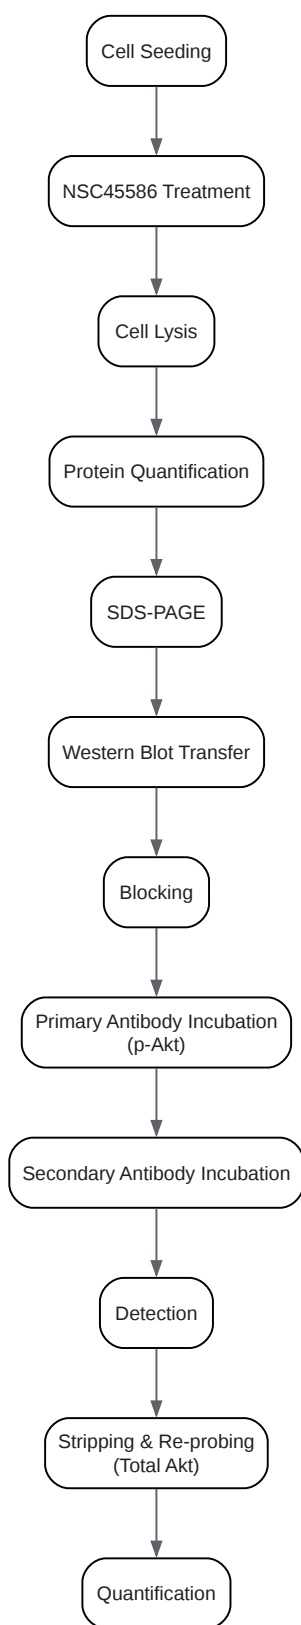 Cell Seeding
NSC45586 Treatment
Cell Lysis
Protein Quantification
SDS-PAGE
Western Blot Transfer
Blocking
Primary Antibody Incubation
(p-Akt)
Secondary Antibody Incubation
Detection
Stripping & Re-probing
(Total Akt)
Quantification